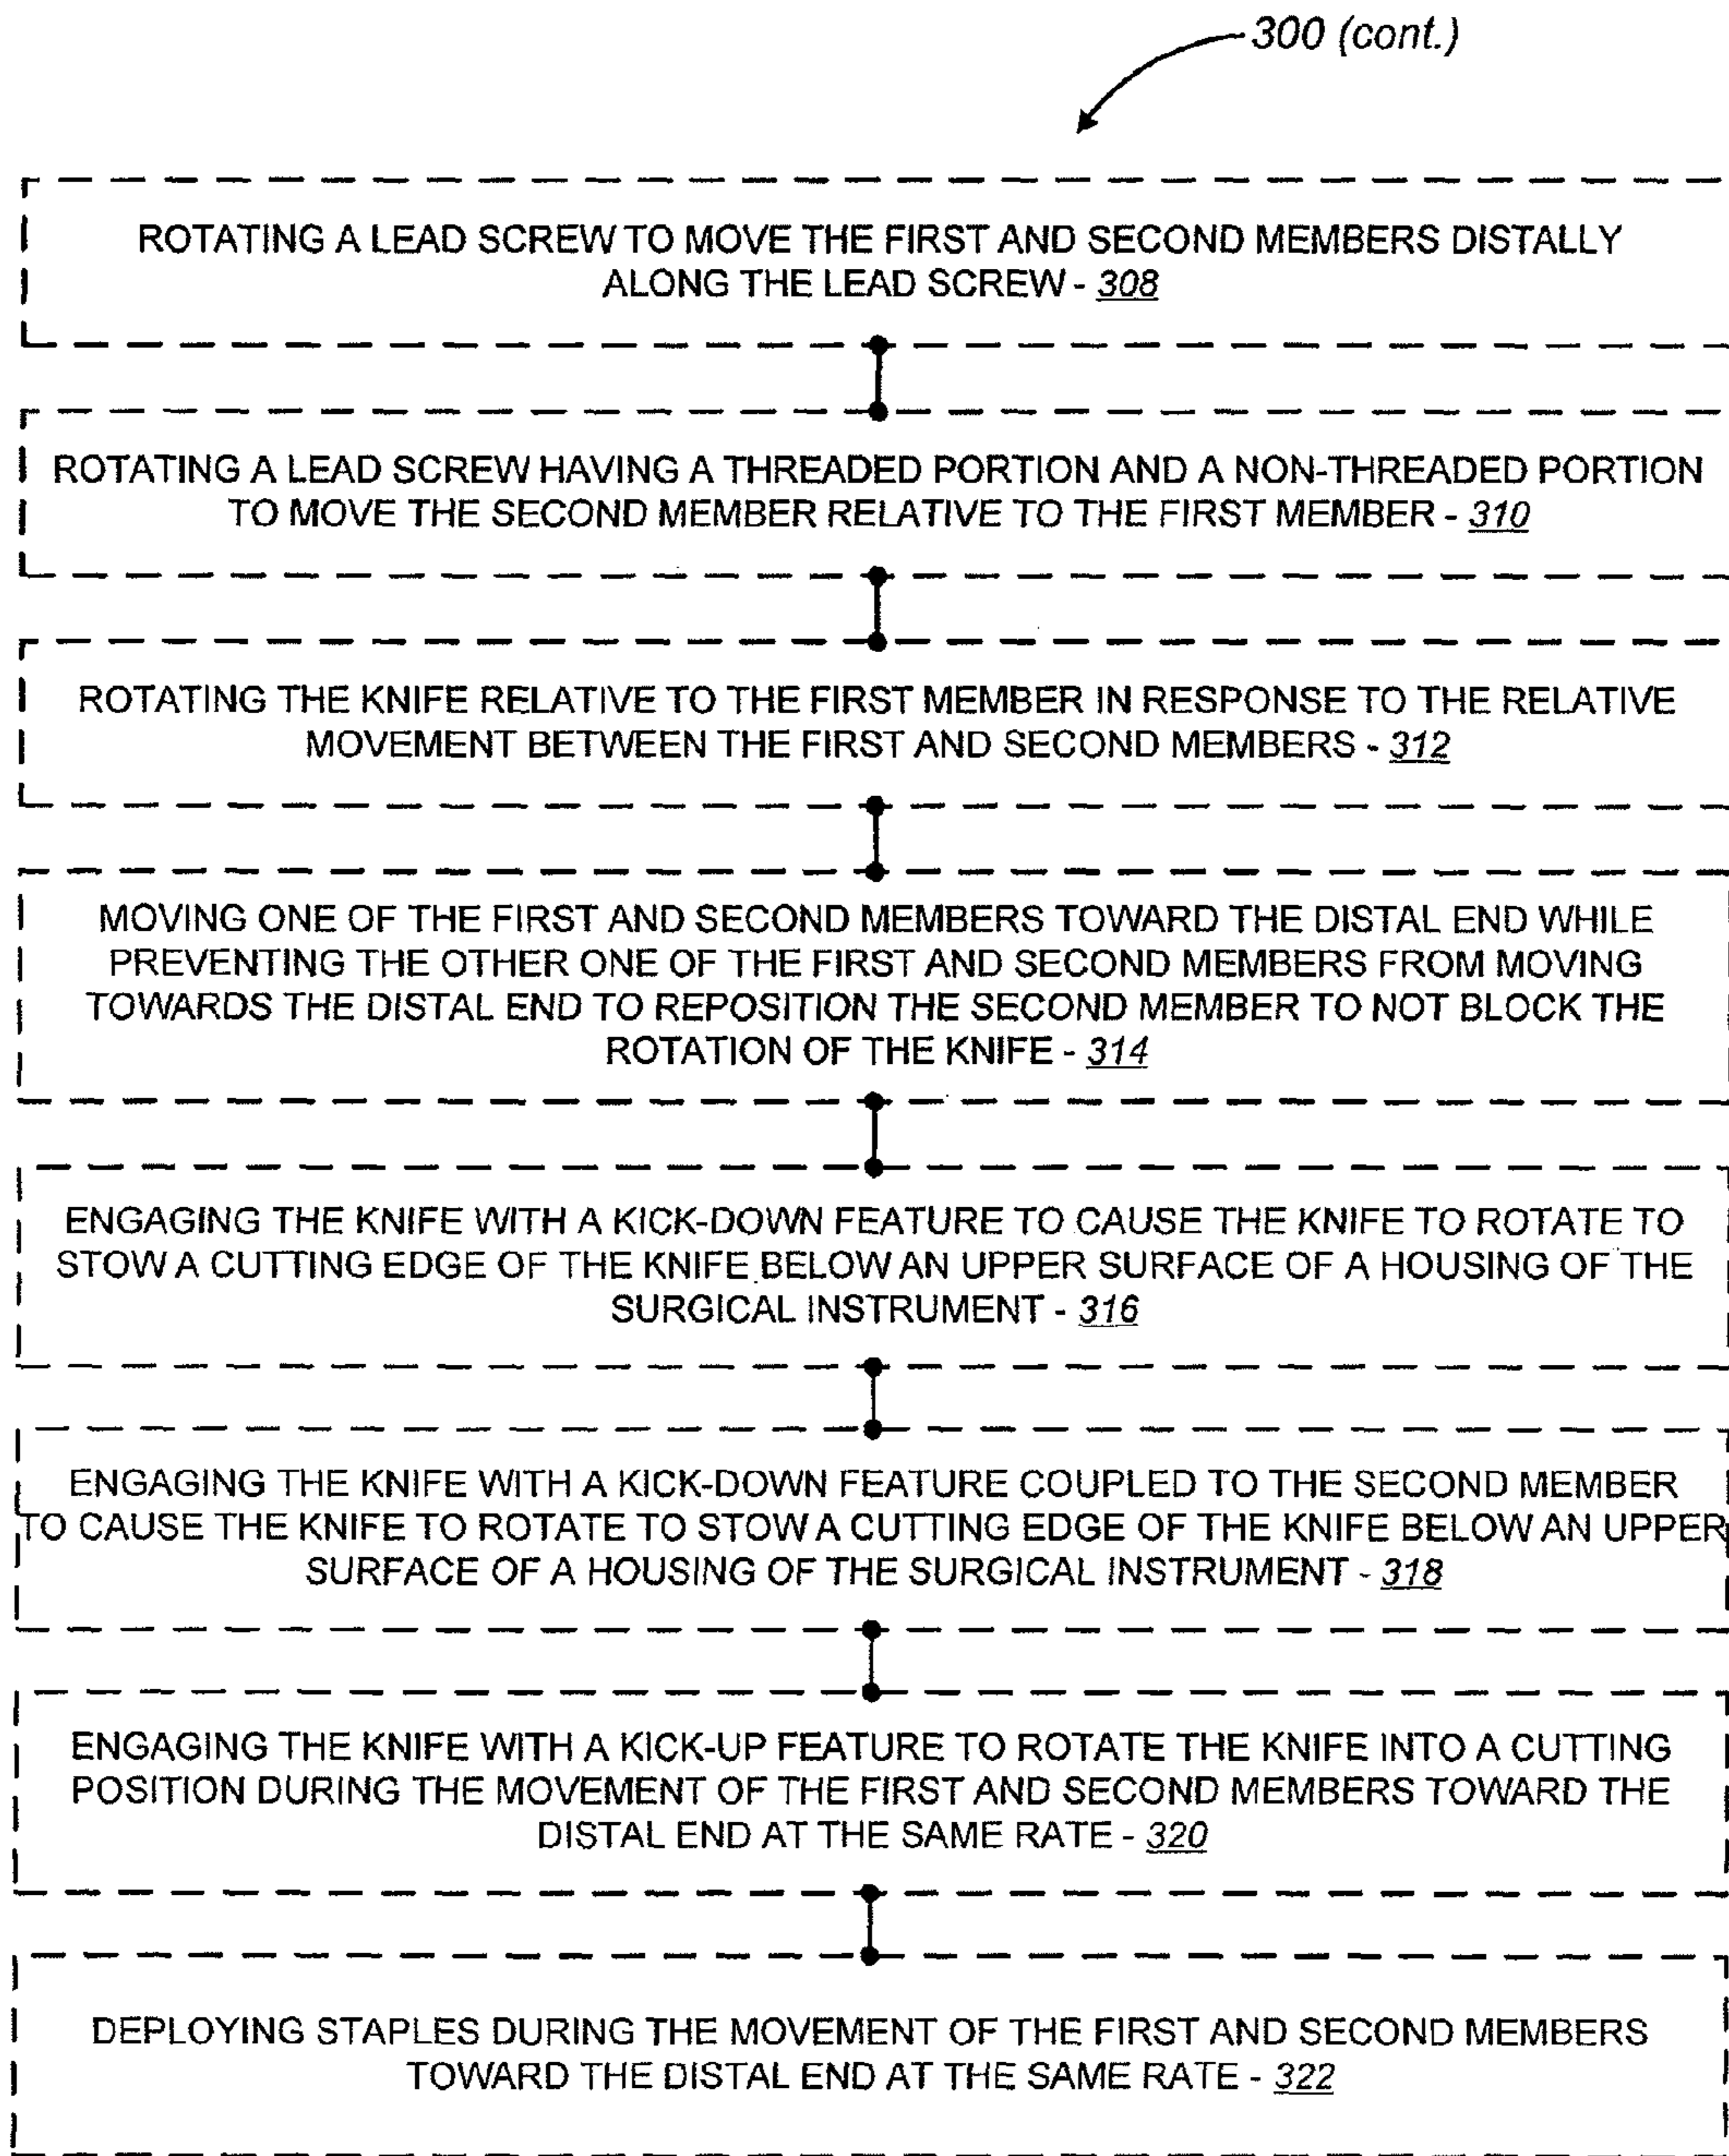 300 (cont.)
ROTATING A LEAD SCREW TO MOVE THE FIRST AND SECOND MEMBERS DISTALLY
ALONG THE LEAD SCREW - 308
ROTATING A LEAD SCREW HAVING A THREADED PORTION AND A NON-THREADED PORTION
TO MOVE THE SECOND MEMBER RELATIVE TO THE FIRST MEMBER - 310
ROTATING THE KNIFE RELATIVE TO THE FIRST MEMBER IN RESPONSE TO THE RELATIVE
MOVEMENT BETWEEN THE FIRST AND SECOND MEMBERS - 312
MOVING ONE OF THE FIRST AND SECOND MEMBERS TOWARD THE DISTAL END WHILE
PREVENTING THE OTHER ONE OF THE FIRST AND SECOND MEMBERS FROM MOVING
TOWARDS THE DISTAL END TO REPOSITION THE SECOND MEMBER TO NOT BLOCK THE
ROTATION OF THE KNIFE - 314
ENGAGING THE KNIFE WITH A KICK-DOWN FEATURE TO CAUSE THE KNIFE TO ROTATE TO
STOW A CUTTING EDGE OF THE KNIFE BELOW AN UPPER SURFACE OF A HOUSING OF THE
SURGICAL INSTRUMENT - 316
ENGAGING THE KNIFE WITH A KICK-DOWN FEATURE COUPLED TO THE SECOND MEMBER
TO CAUSE THE KNIFE TO ROTATE TO STOW A CUTTING EDGE OF THE KNIFE BELOW AN UPPER
SURFACE OF A HOUSING OF THE SURGICAL INSTRUMENT - 318
ENGAGING THE KNIFE WITH A KICK-UP FEATURE TO ROTATE THE KNIFE INTO A CUTTING
POSITION DURING THE MOVEMENT OF THE FIRST AND SECOND MEMBERS TOWARD THE
DISTAL END AT THE SAME RATE - 320
DEPLOYING STAPLES DURING THE MOVEMENT OF THE FIRST AND SECOND MEMBERS
TOWARD THE DISTAL END AT THE SAME RATE - 322